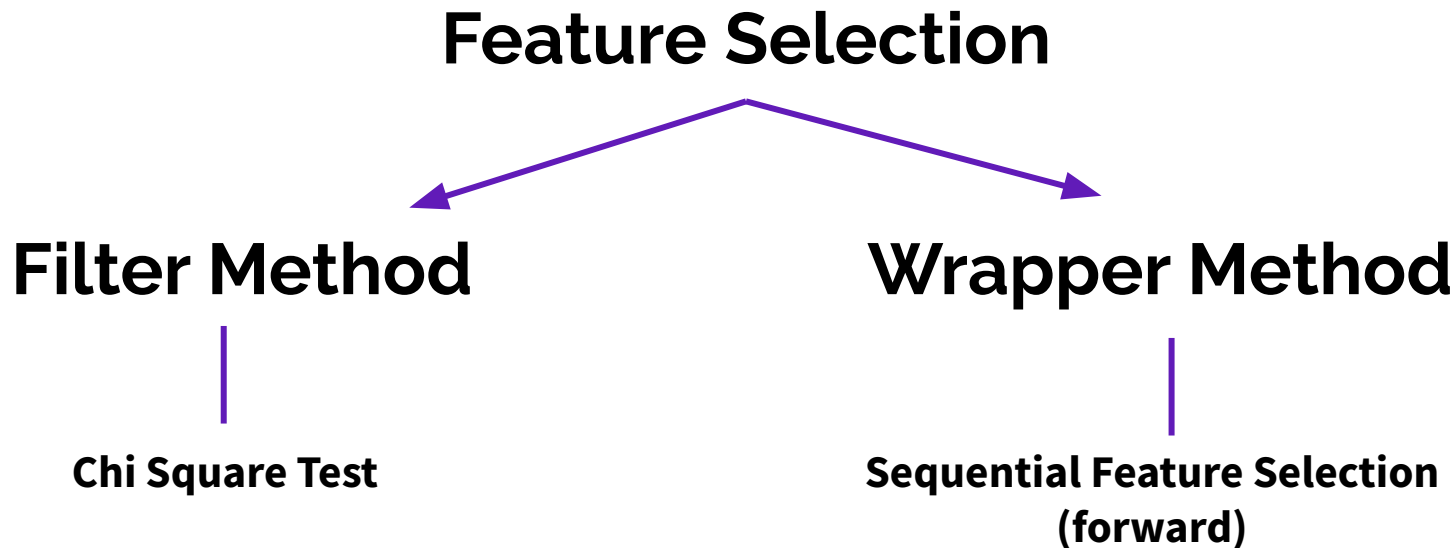 Feature Selection
Filter Method
Wrapper Method
Chi Square Test
Sequential Feature Selection
(forward)